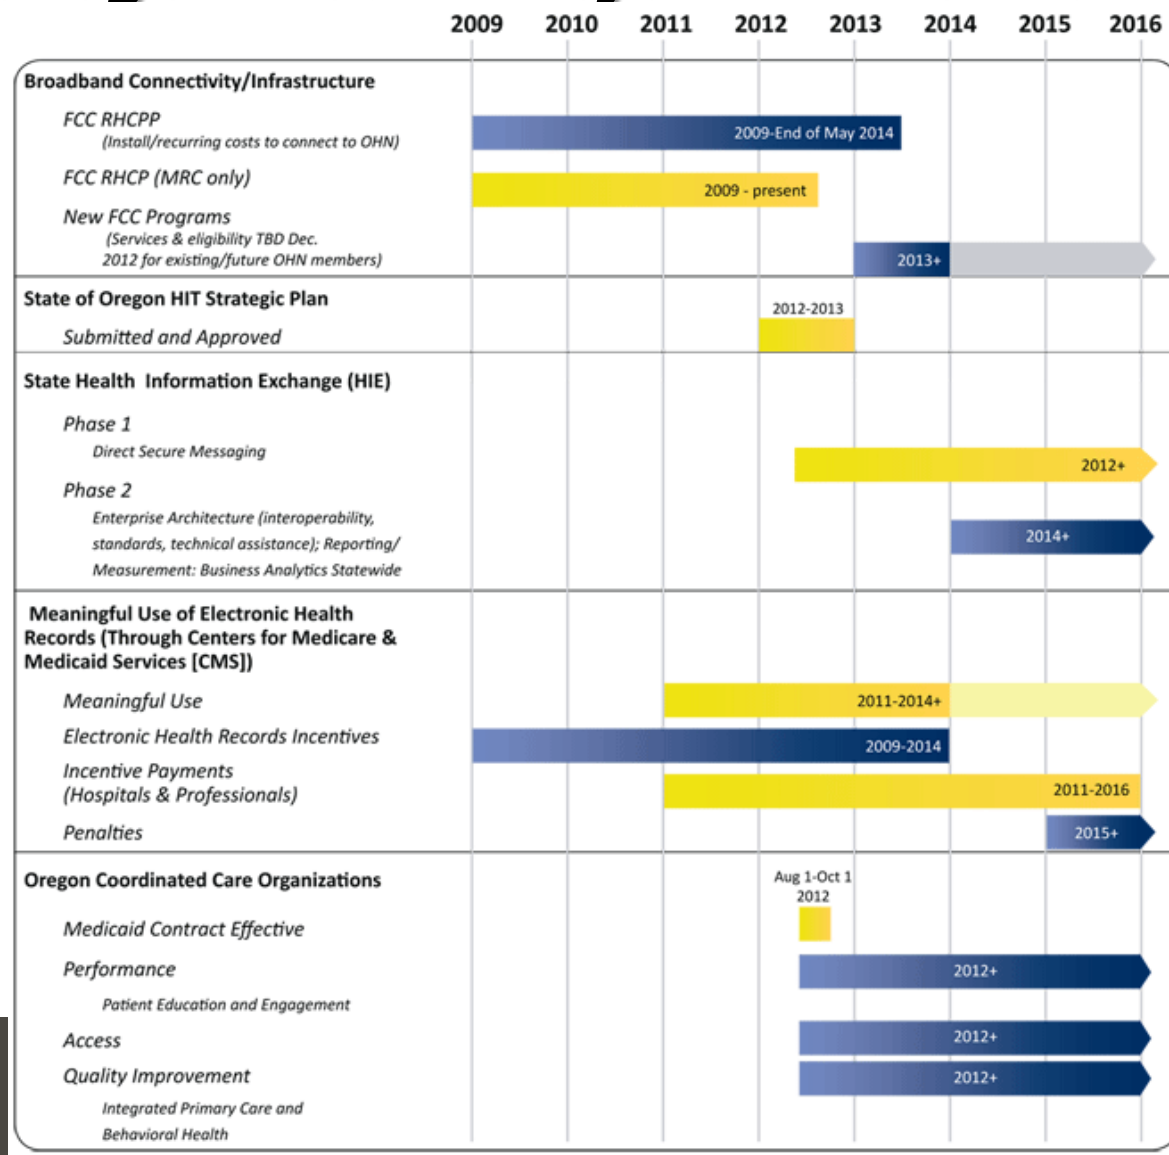 2009 2010 2011 2012 2013 2014 2015 2016
Broadband Connectivity/Infrastructure
FCC RHCPP
(Install/recurring costs to connect to OHN)
2009-End of May 2014
FCC RHCP (MRC only)
2009 - present
New FCC Programs
(Services & eligibility TBD Dec.
2012 for existing/future OHN members)
2013+
State of Oregon HIT Strategic Plan
2012-2013
Submitted and Approved
State Health Information Exchange (HIE)
Phase 1
Direct Secure Messaging
2012+
Phase 2
Enterprise Architecture (interoperability,
standards, technical assistance); Reporting/
Measurement: Business Analytics Statewide
2014+
Meaningful Use of Electronic Health
Records (Through Centers for Medicare &
Medicaid Services [CMS])
Meaningful Use
2011-2014+
Electronic Health Records Incentives
2009-2014
Incentive Payments
(Hospitals & Professionals)
2011-2016
Penalties
2015+
Oregon Coordinated Care Organizations
Aug 1-Oct 1
2012
Medicaid Contract Effective
Performance
2012+
Patient Education and Engagement
Access
2012+
Quality Improvement
2012+
Integrated Primary Care and
Behavioral Health